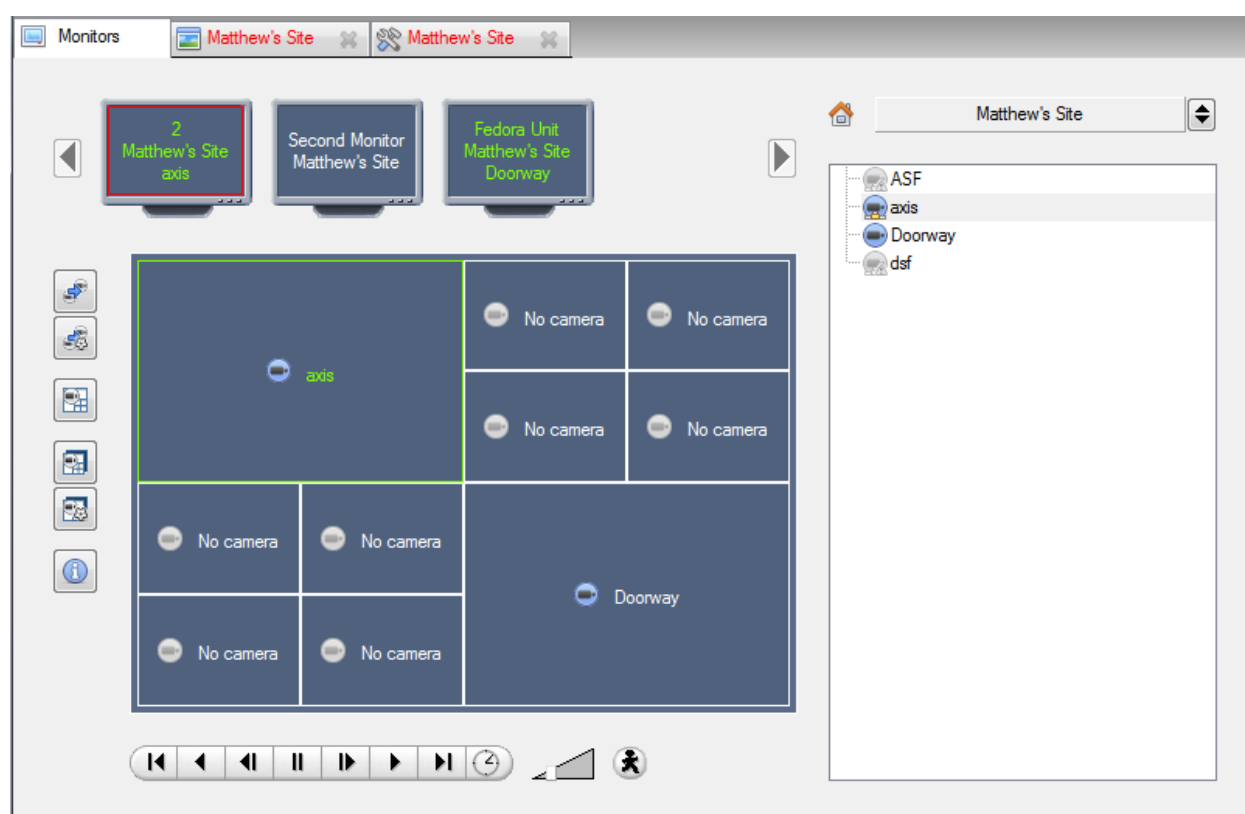 Monitors
Matthew's Site
Matthew's Site
2
Matthew's Site
axis
Second Monitor
Matthew's Site
Fedora Unit
Matthew's Site
Doorway
Matthew's Site
ASF
axis
Doorway
dsf
axis
No camera
No camera
No camera
No camera
No camera
No camera
No camera
No camera
Doorway